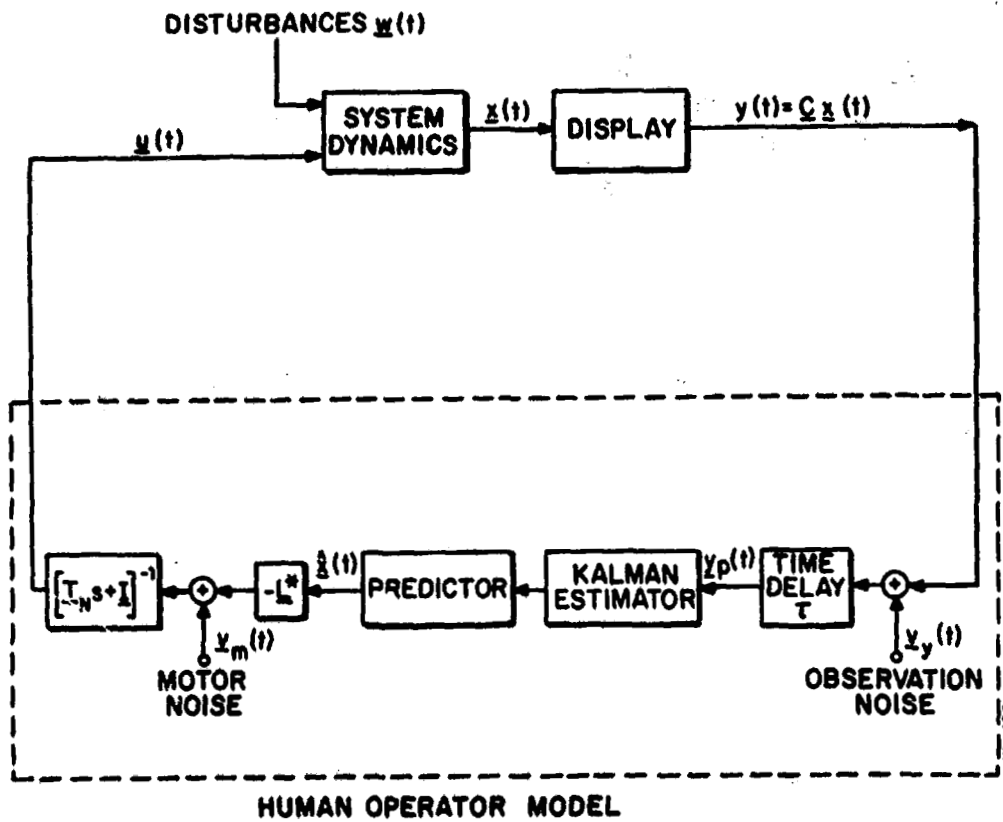 DISTURBANCES w(t)
u(t)
SYSTEM
DYNAMICS
x(t)
DISPLAY
y(t)=C x(t)
[T_N s+I]^-1
v_m(t)
MOTOR
NOISE
-L*
x̂(t)
PREDICTOR
KALMAN
ESTIMATOR
y_p(t)
TIME
DELAY
τ
v_y(t)
OBSERVATION
NOISE
HUMAN OPERATOR MODEL